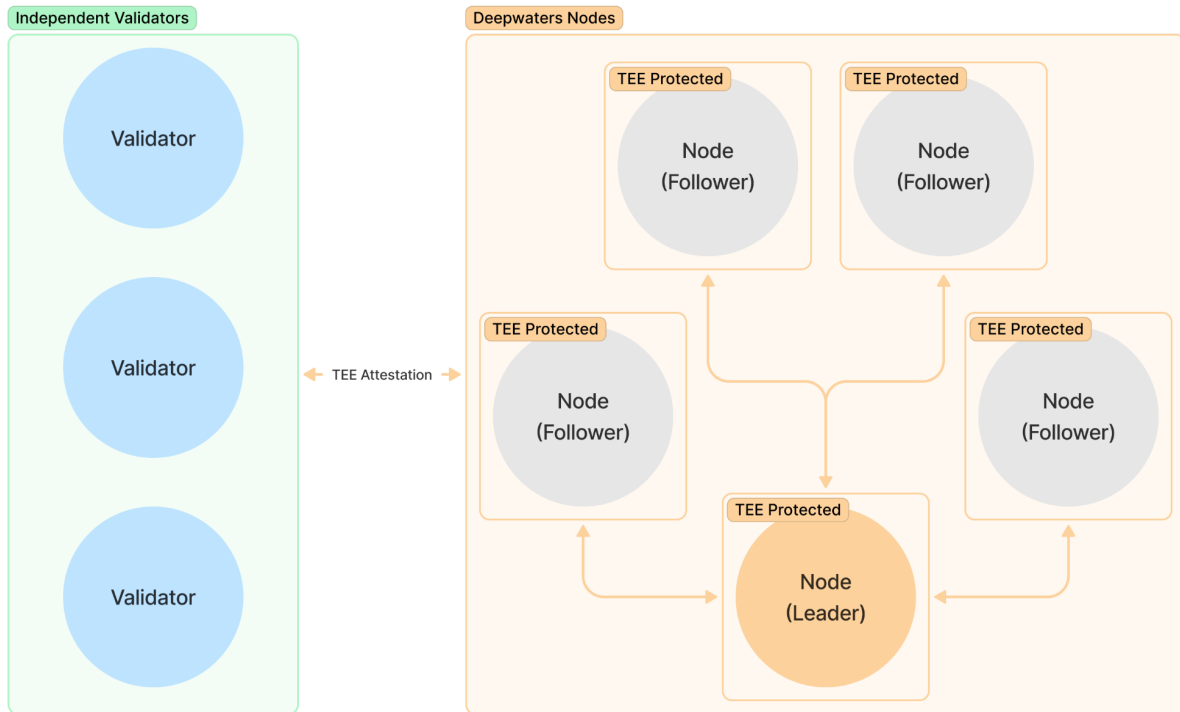 Independent Validators
Validator
Validator
Validator
TEE Attestation
Deepwaters Nodes
TEE Protected
Node
(Follower)
TEE Protected
Node
(Follower)
TEE Protected
Node
(Follower)
TEE Protected
Node
(Follower)
TEE Protected
Node
(Leader)